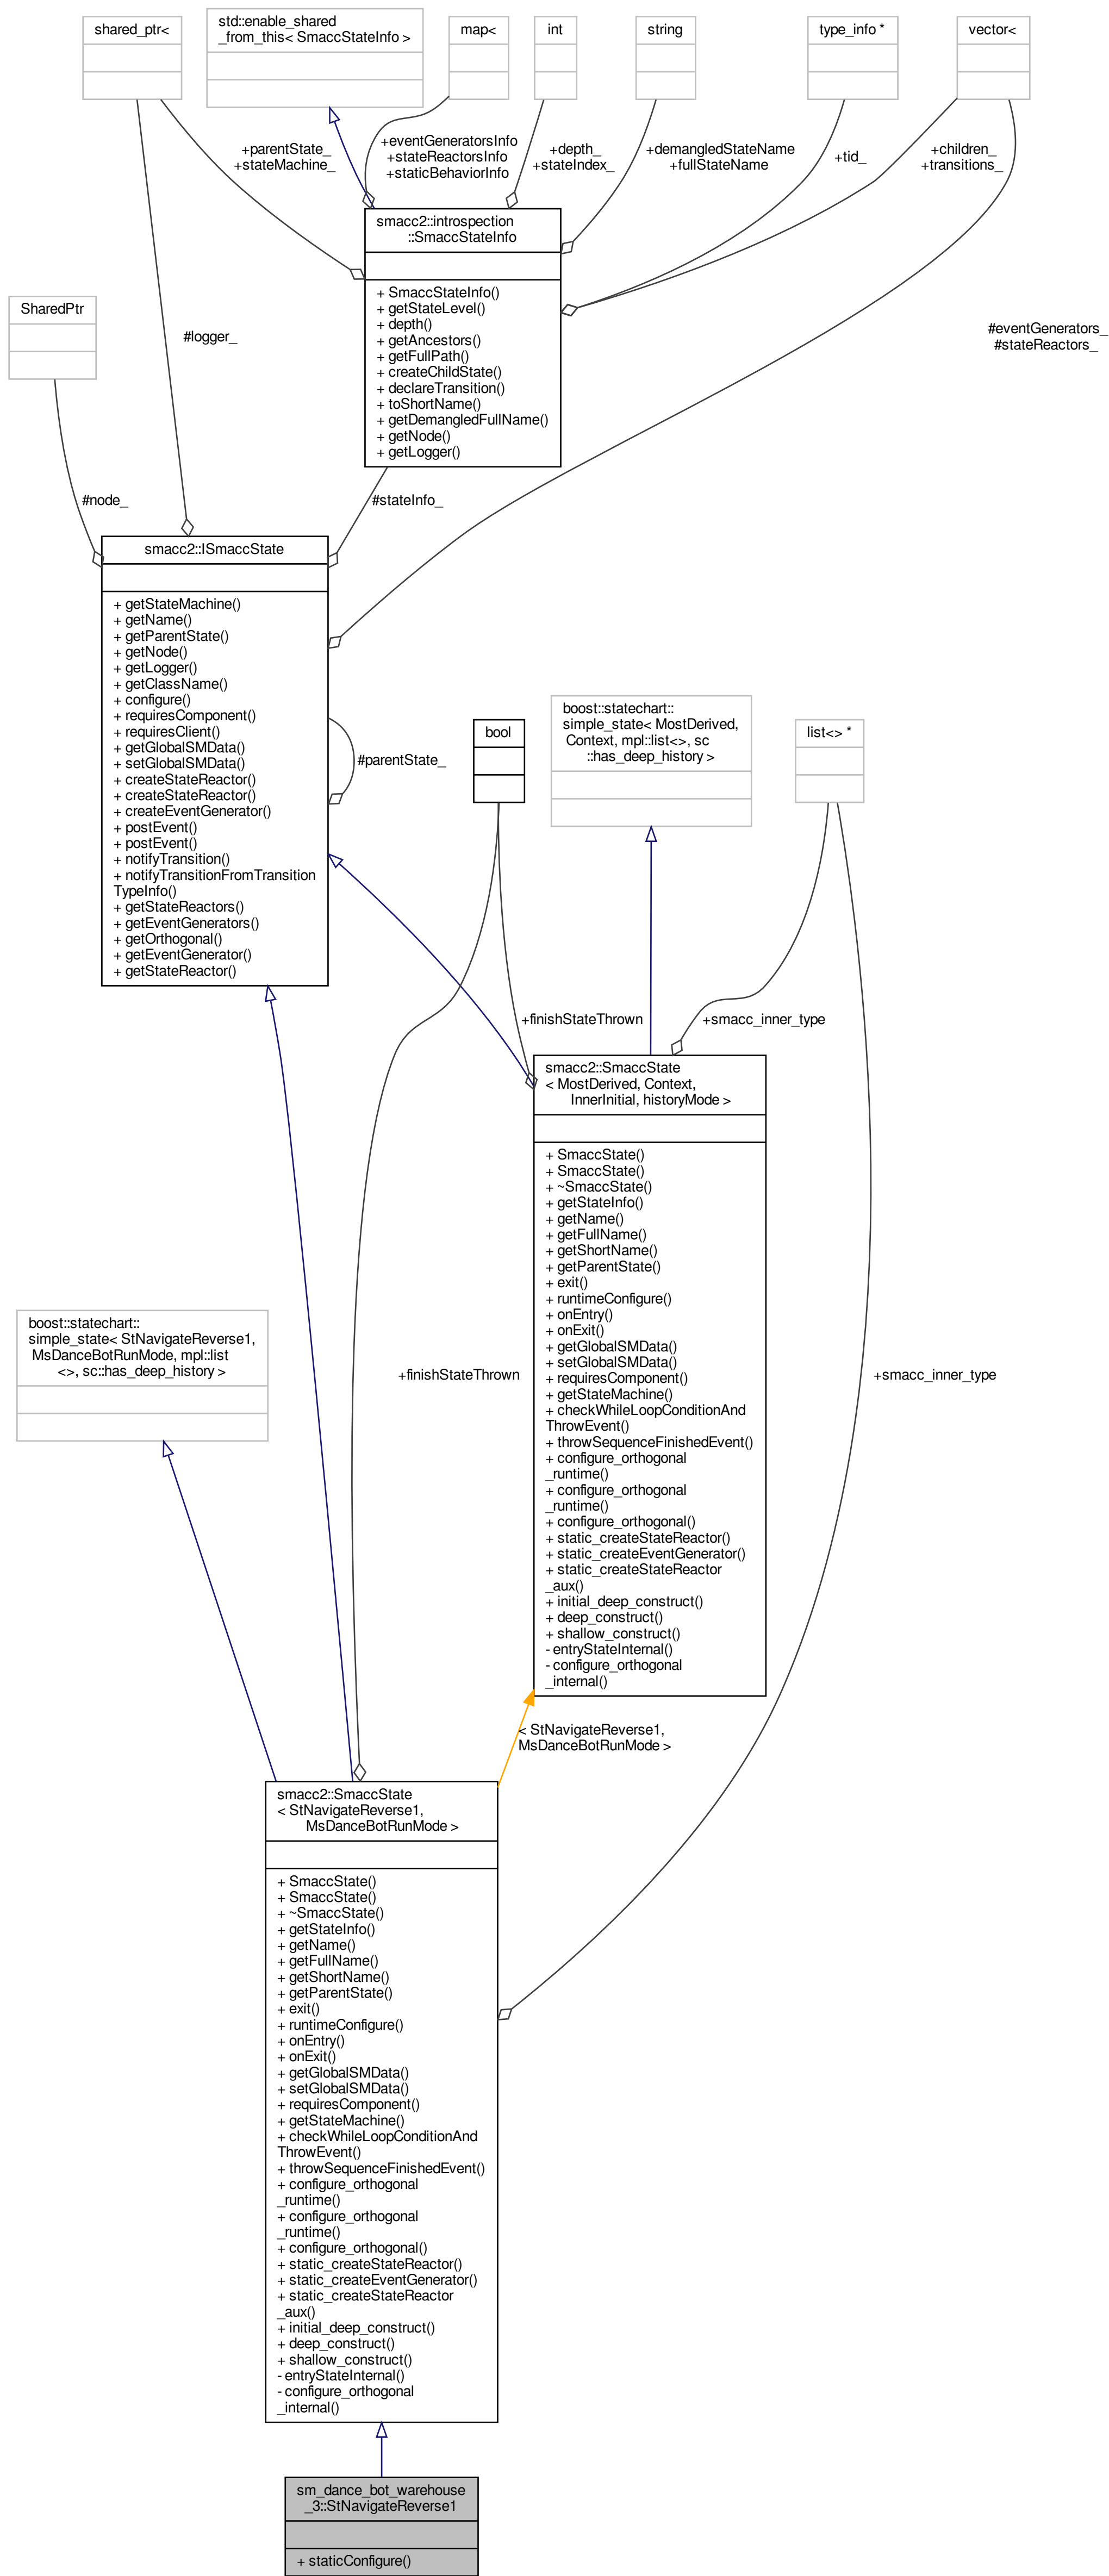 shared_ptr<
std::enable_shared
_from_this< SmaccStateInfo >
map<
int
string
type_info *
vector<
+parentState_
+stateMachine_
+eventGeneratorsInfo
+stateReactorsInfo
+staticBehaviorInfo
+depth_
+stateIndex_
+demangledStateName
+fullStateName
+tid_
+children_
+transitions_
smacc2::introspection
::SmaccStateInfo
+ SmaccStateInfo()
+ getStateLevel()
+ depth()
+ getAncestors()
+ getFullPath()
+ createChildState()
+ declareTransition()
+ toShortName()
+ getDemangledFullName()
+ getNode()
+ getLogger()
SharedPtr
#logger_
#eventGenerators_
#stateReactors_
#node_
#stateInfo_
smacc2::ISmaccState
+ getStateMachine()
+ getName()
+ getParentState()
+ getNode()
+ getLogger()
+ getClassName()
+ configure()
+ requiresComponent()
+ requiresClient()
+ getGlobalSMData()
+ setGlobalSMData()
+ createStateReactor()
+ createStateReactor()
+ createEventGenerator()
+ postEvent()
+ postEvent()
+ notifyTransition()
+ notifyTransitionFromTransition
TypeInfo()
+ getStateReactors()
+ getEventGenerators()
+ getOrthogonal()
+ getEventGenerator()
+ getStateReactor()
#parentState_
bool
boost::statechart::
simple_state< MostDerived,
Context, mpl::list<>, sc
::has_deep_history >
list<> *
+finishStateThrown
+smacc_inner_type
smacc2::SmaccState
< MostDerived, Context,
InnerInitial, historyMode >
+ SmaccState()
+ SmaccState()
+ ~SmaccState()
+ getStateInfo()
+ getName()
+ getFullName()
+ getShortName()
+ getParentState()
+ exit()
+ runtimeConfigure()
+ onEntry()
+ onExit()
+ getGlobalSMData()
+ setGlobalSMData()
+ requiresComponent()
+ getStateMachine()
+ checkWhileLoopConditionAnd
ThrowEvent()
+ throwSequenceFinishedEvent()
+ configure_orthogonal
_runtime()
+ configure_orthogonal
_runtime()
+ configure_orthogonal()
+ static_createStateReactor()
+ static_createEventGenerator()
+ static_createStateReactor
_aux()
+ initial_deep_construct()
+ deep_construct()
+ shallow_construct()
- entryStateInternal()
- configure_orthogonal
_internal()
boost::statechart::
simple_state< StNavigateReverse1,
MsDanceBotRunMode, mpl::list
<>, sc::has_deep_history >
+finishStateThrown
+smacc_inner_type
< StNavigateReverse1,
MsDanceBotRunMode >
smacc2::SmaccState
< StNavigateReverse1,
MsDanceBotRunMode >
+ SmaccState()
+ SmaccState()
+ ~SmaccState()
+ getStateInfo()
+ getName()
+ getFullName()
+ getShortName()
+ getParentState()
+ exit()
+ runtimeConfigure()
+ onEntry()
+ onExit()
+ getGlobalSMData()
+ setGlobalSMData()
+ requiresComponent()
+ getStateMachine()
+ checkWhileLoopConditionAnd
ThrowEvent()
+ throwSequenceFinishedEvent()
+ configure_orthogonal
_runtime()
+ configure_orthogonal
_runtime()
+ configure_orthogonal()
+ static_createStateReactor()
+ static_createEventGenerator()
+ static_createStateReactor
_aux()
+ initial_deep_construct()
+ deep_construct()
+ shallow_construct()
- entryStateInternal()
- configure_orthogonal
_internal()
sm_dance_bot_warehouse
_3::StNavigateReverse1
+ staticConfigure()